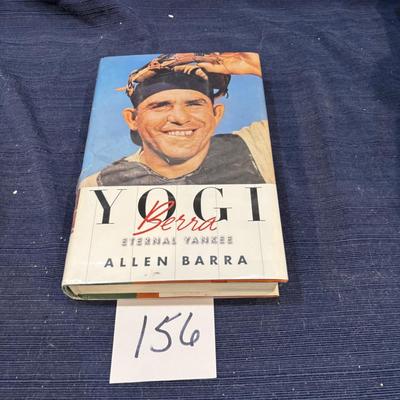 YOGI
Berra
ETERNAL YANKEE
ALLEN BARRA
156